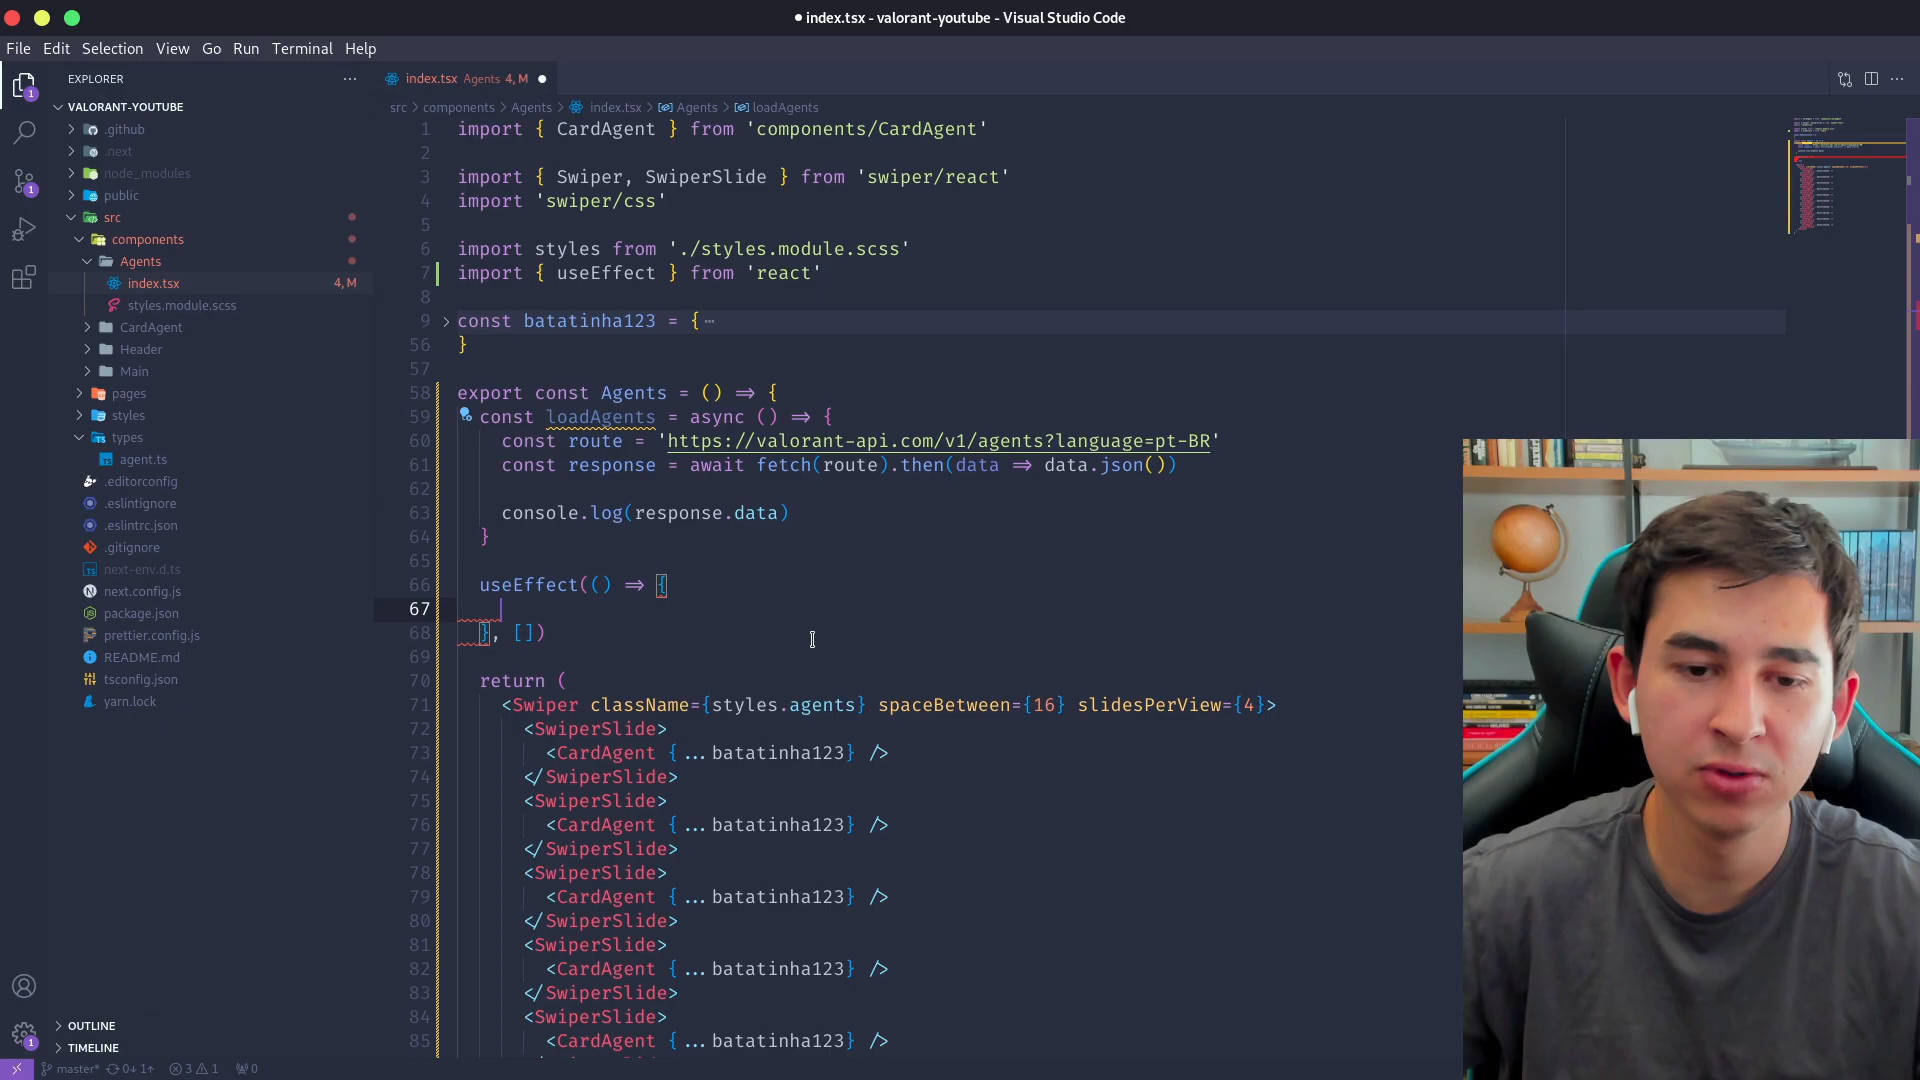 index.tsx - valorant-youtube - Visual Studio Code
File Edit Selection View Go Run Terminal Help
EXPLORER
index.tsx Agents 4, M
VALORANT-YOUTUBE
src > components > Agents > index.tsx > Agents > loadAgents
.github
.next
node_modules
public
src
components
Agents
index.tsx 4, M
styles.module.scss
CardAgent
Header
Main
pages
styles
types
agent.ts
.editorconfig
.eslintignore
.eslintrc.json
.gitignore
next-env.d.ts
next.config.js
package.json
prettier.config.js
README.md
tsconfig.json
yarn.lock
OUTLINE
TIMELINE
1 import { CardAgent } from 'components/CardAgent'
2
3 import { Swiper, SwiperSlide } from 'swiper/react'
4 import 'swiper/css'
5
6 import styles from './styles.module.scss'
7 import { useEffect } from 'react'
8
9 const batatinha123 = { ⋯
56 }
57
58 export const Agents = () => {
59 const loadAgents = async () => {
60 const route = 'https://valorant-api.com/v1/agents?language=pt-BR'
61 const response = await fetch(route).then(data => data.json())
62
63 console.log(response.data)
64 }
65
66 useEffect(() => {
67
68 }, [])
69
70 return (
71 <Swiper className={styles.agents} spaceBetween={16} slidesPerView={4}>
72 <SwiperSlide>
73 <CardAgent {...batatinha123} />
74 </SwiperSlide>
75 <SwiperSlide>
76 <CardAgent {...batatinha123} />
77 </SwiperSlide>
78 <SwiperSlide>
79 <CardAgent {...batatinha123} />
80 </SwiperSlide>
81 <SwiperSlide>
82 <CardAgent {...batatinha123} />
83 </SwiperSlide>
84 <SwiperSlide>
85 <CardAgent {...batatinha123} />
master* 0↓ 1↑ 3 1 0